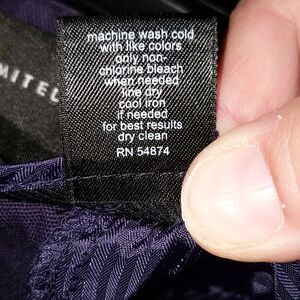 MITED
machine wash cold
with like colors
only non-
chlorine bleach
when needed
line dry
cool iron
if needed
for best results
dry clean
RN 54874